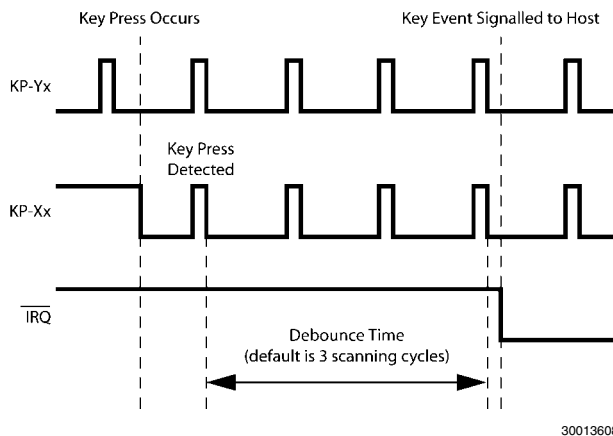 Key Press Occurs
Key Event Signalled to Host
KP-Yx
Key Press
Detected
KP-Xx
IRQ
Debounce Time
(default is 3 scanning cycles)
30013608